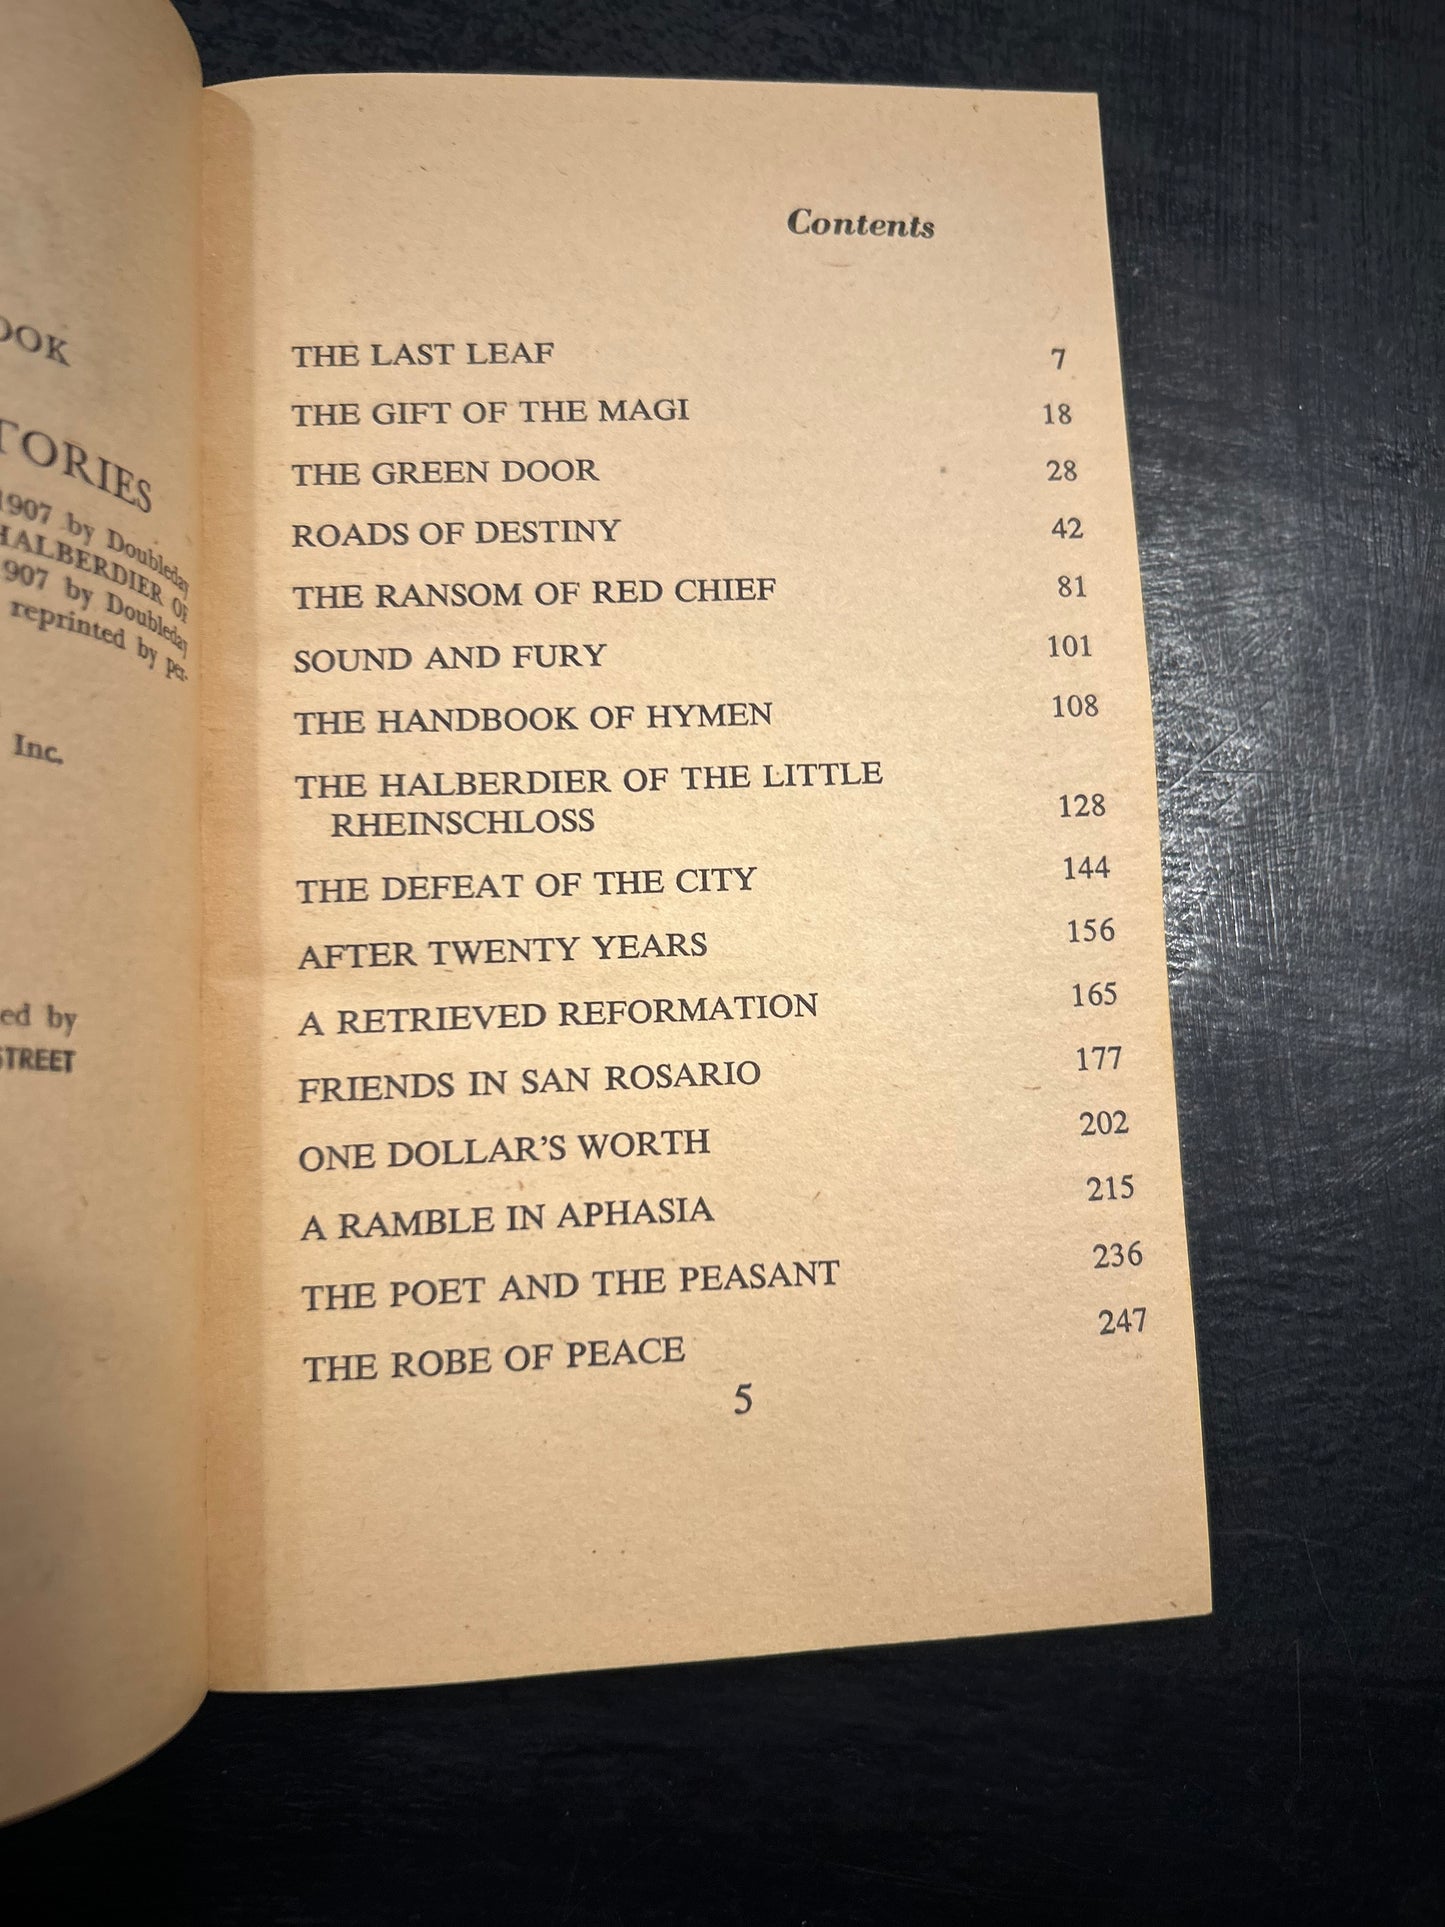 OOK
TORIES
1907 by Doubleday
HALBERDIER OF
907 by Doubleday
reprinted by per-
Inc.
ed by
STREET
Contents
THE LAST LEAF 7
THE GIFT OF THE MAGI 18
THE GREEN DOOR 28
ROADS OF DESTINY 42
THE RANSOM OF RED CHIEF 81
SOUND AND FURY 101
THE HANDBOOK OF HYMEN 108
THE HALBERDIER OF THE LITTLE
RHEINSCHLOSS 128
THE DEFEAT OF THE CITY 144
AFTER TWENTY YEARS 156
A RETRIEVED REFORMATION 165
FRIENDS IN SAN ROSARIO 177
ONE DOLLAR'S WORTH 202
A RAMBLE IN APHASIA 215
THE POET AND THE PEASANT 236
THE ROBE OF PEACE 247
5